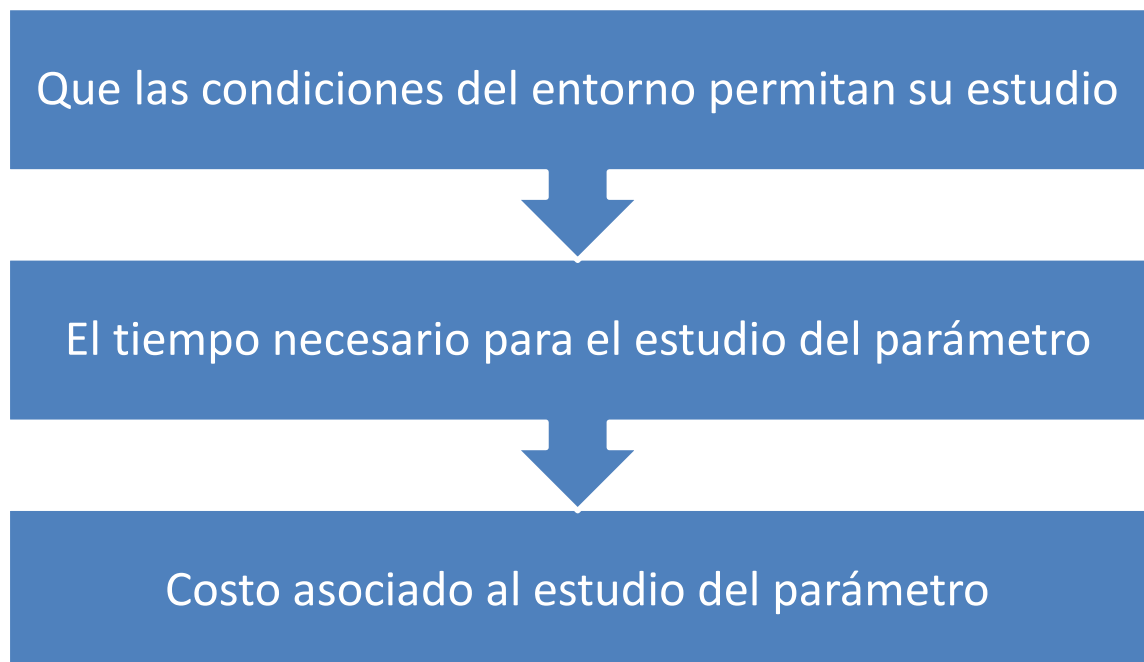 Que las condiciones del entorno permitan su estudio
El tiempo necesario para el estudio del parámetro
Costo asociado al estudio del parámetro